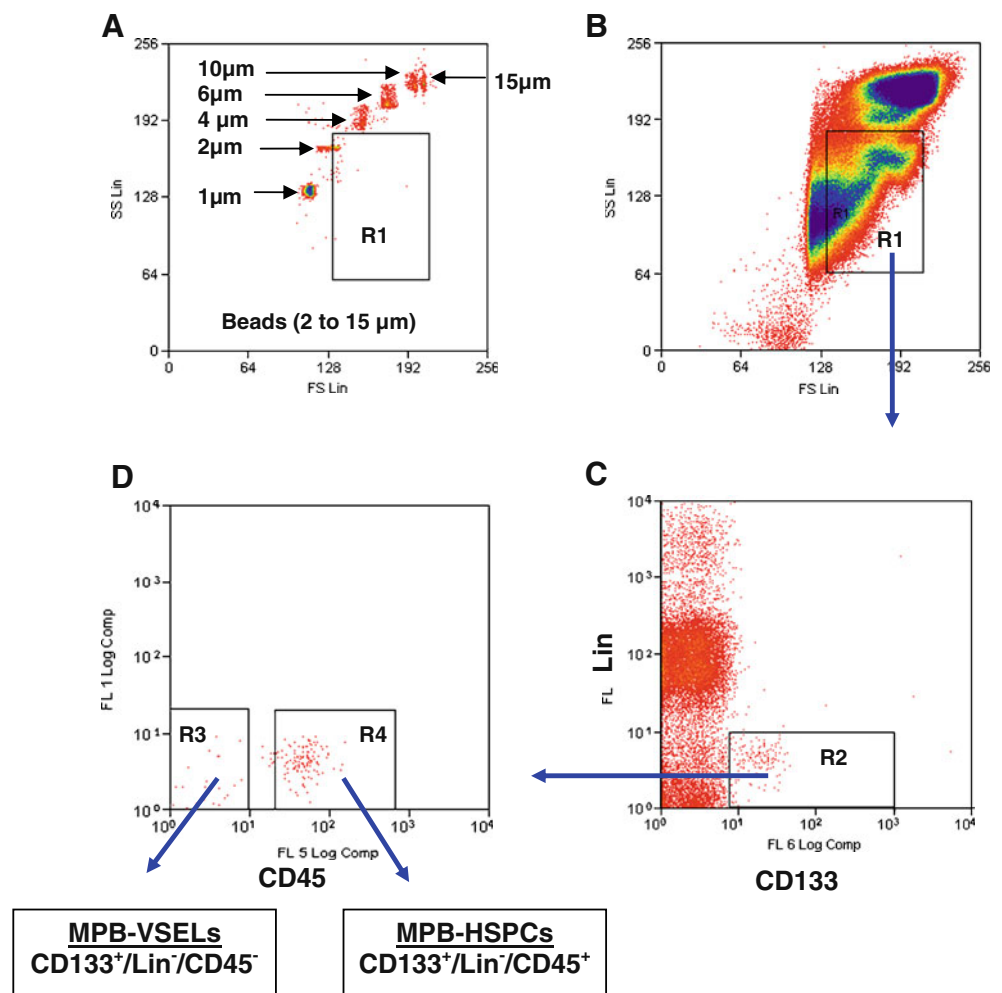 A
256
192
128
64
0
SS Lin
10µm
6µm
4 µm
2µm
1µm
15µm
R1
Beads (2 to 15 µm)
0 64 128 192 256
FS Lin
B
256
192
128
64
0
SS Lin
R1
R1
0 64 128 192 256
FS Lin
D
10⁴
10³
10²
10¹
10⁰
FL 1 Log Comp
R3
R4
10⁰ 10¹ 10² 10³ 10⁴
FL 5 Log Comp
CD45
C
10⁴
10³
10²
10¹
10⁰
FL Lin
R2
10⁰ 10¹ 10² 10³ 10⁴
FL 6 Log Comp
CD133
MPB-VSELs
CD133⁺/Lin⁻/CD45⁻
MPB-HSPCs
CD133⁺/Lin⁻/CD45⁺